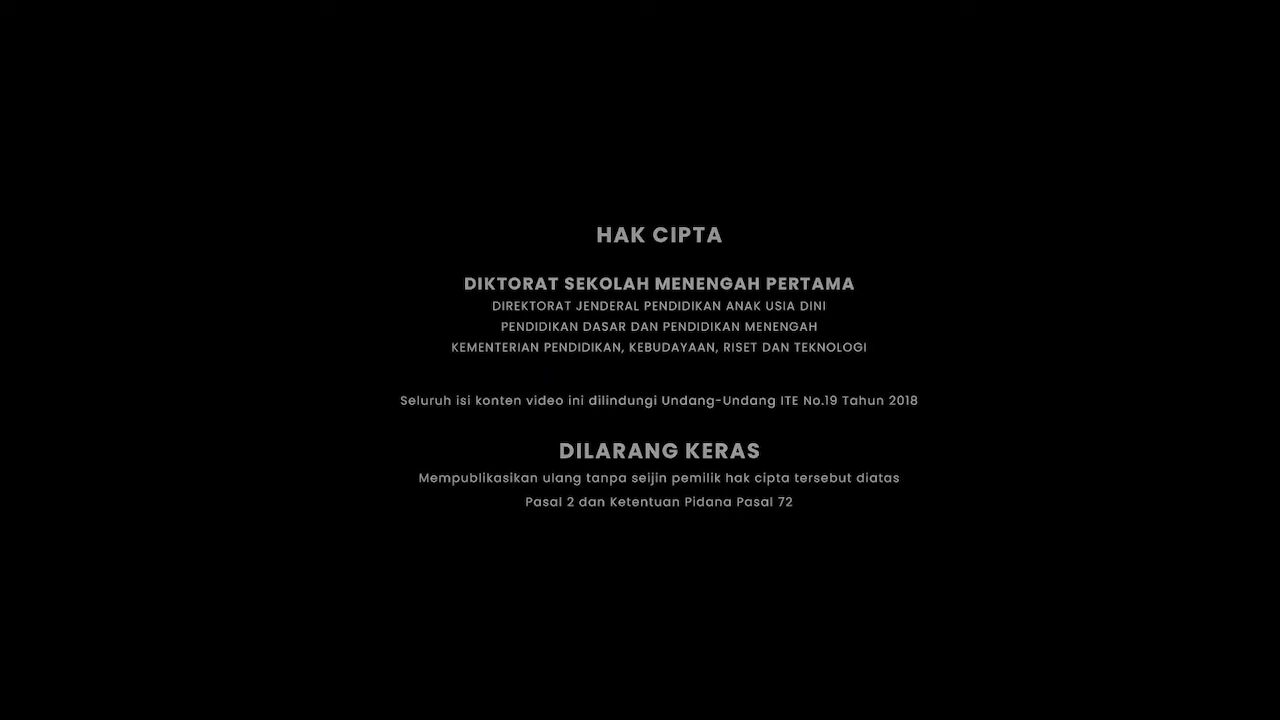 HAK CIPTA
DIKTORAT SEKOLAH MENENGAH PERTAMA
DIREKTORAT JENDERAL PENDIDIKAN ANAK USIA DINI
PENDIDIKAN DASAR DAN PENDIDIKAN MENENGAH
KEMENTERIAN PENDIDIKAN, KEBUDAYAAN, RISET DAN TEKNOLOGI
Seluruh isi konten video ini dilindungi Undang-Undang ITE No.19 Tahun 2018
DILARANG KERAS
Mempublikasikan ulang tanpa seijin pemilik hak cipta tersebut diatas
Pasal 2 dan Ketentuan Pidana Pasal 72